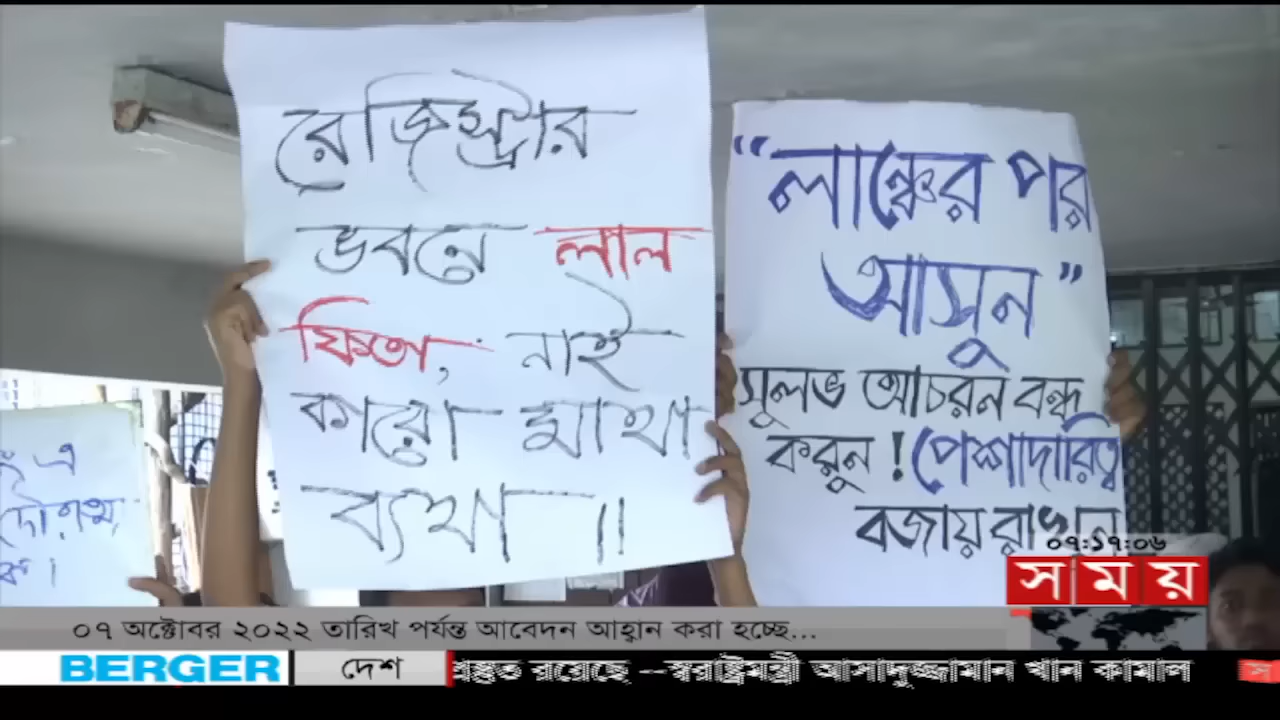 রেজিস্ট্রার
ভবনে লাল
ফিতা, নাই
কারো মাথা
ব্যথা ॥
“লাঞ্চের পর
আসুন”
সুলভ আচরন বন্ধ
করুন! পেশাদারিত্ব
বজায় রাখুন
এ
০৭:১৭:০৬
সময়
০৭ অক্টোবর ২০২২ তারিখ পর্যন্ত আবেদন আহ্বান করা হচ্ছে...
BERGER
দেশ
প্রস্তুত রয়েছে –স্বরাষ্ট্রমন্ত্রী আসাদুজ্জামান খান কামাল